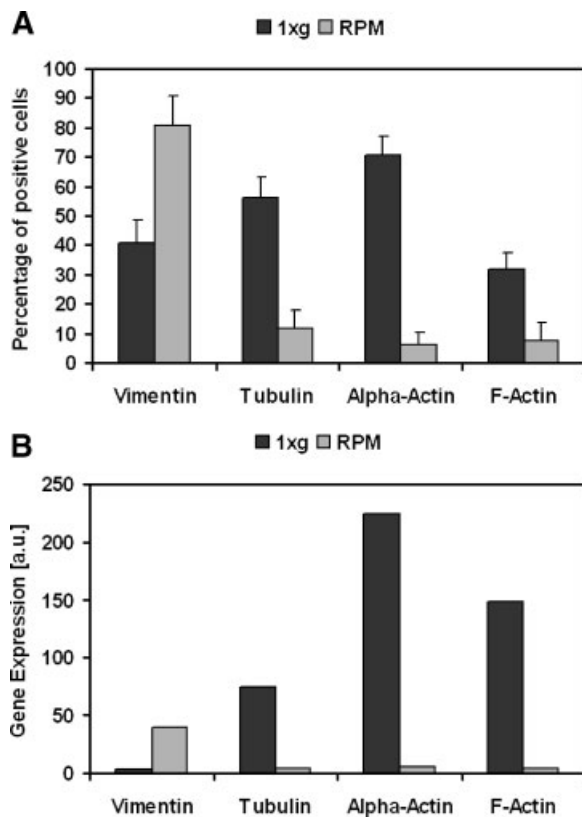 A
1xg RPM
Percentage of positive cells
100
90
80
70
60
50
40
30
20
10
0
Vimentin Tubulin Alpha-Actin F-Actin
B
1xg RPM
Gene Expression [a.u.]
250
200
150
100
50
0
Vimentin Tubulin Alpha-Actin F-Actin